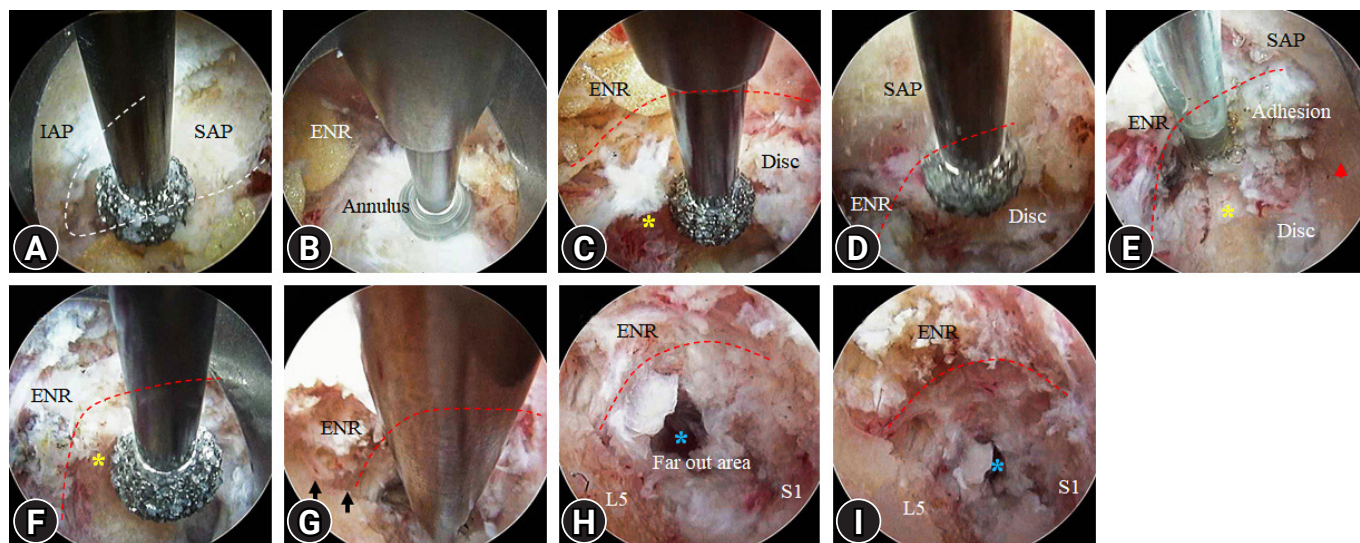 IAP
SAP
A
ENR
Annulus
B
ENR
Disc
*
C
SAP
ENR
Disc
D
SAP
ENR
Adhesion
*
Disc
E
ENR
*
F
ENR
G
ENR
*
Far out area
L5
S1
H
ENR
*
L5
S1
I